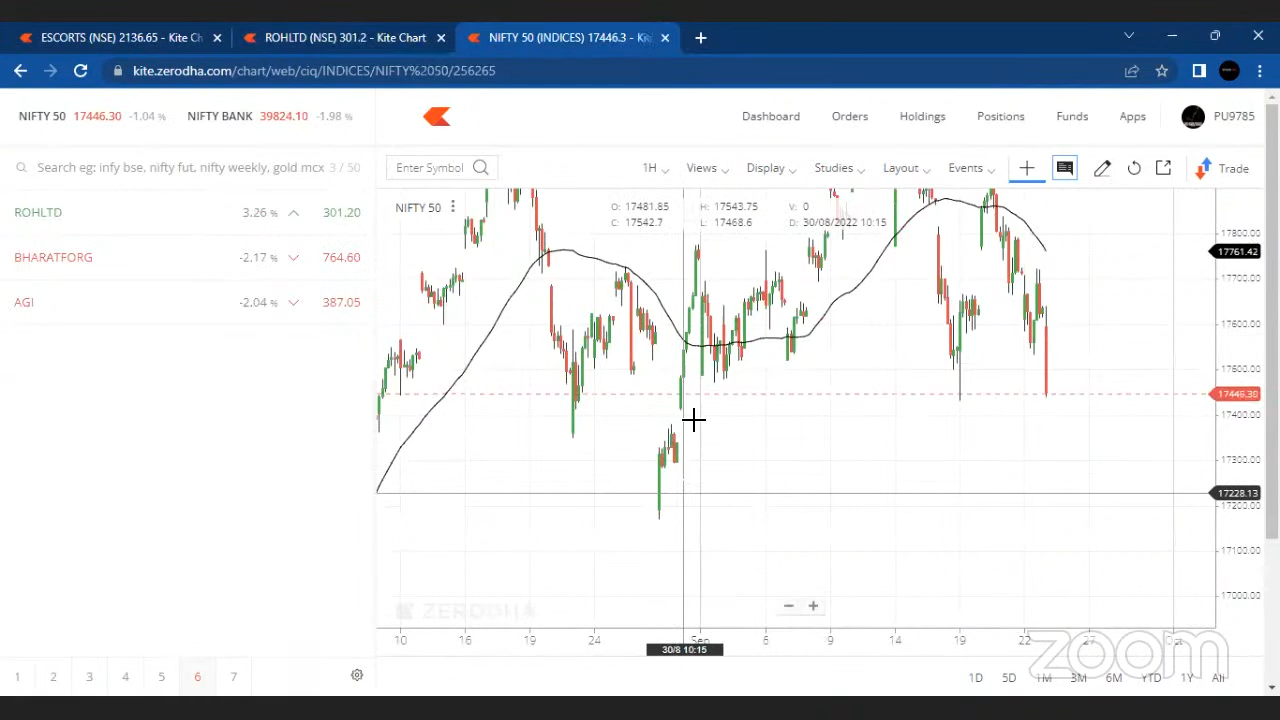 ESCORTS (NSE) 2136.65 - Kite Ch
ROHLTD (NSE) 301.2 - Kite Chart
NIFTY 50 (INDICES) 17446.3 - Ki
kite.zerodha.com/chart/web/ciq/INDICES/NIFTY%2050/256265
NIFTY 50 17446.30 -1.04 % NIFTY BANK 39824.10 -1.98 %
Dashboard Orders Holdings Positions Funds Apps PU9785
Search eg: infy bse, nifty fut, nifty weekly, gold mcx 3 / 50
Enter Symbol 1H Views Display Studies Layout Events Trade
ROHLTD 3.26 % 301.20
BHARATFORG -2.17 % 764.60
AGI -2.04 % 387.05
NIFTY 50
O: 17481.85 H: 17543.75 V: 0
C: 17542.7 L: 17468.6 D: 30/08/2022 10:15
17800.00
17761.42
17700.00
17600.00
17500.00
17446.30
17400.00
17300.00
17228.13
17200.00
17100.00
17000.00
ZERODHA
10 16 19 24 Sep 6 9 14 19 22 27 Oct
30/8 10:15
zoom
1 2 3 4 5 6 7
1D 5D 1M 3M 6M YTD 1Y All